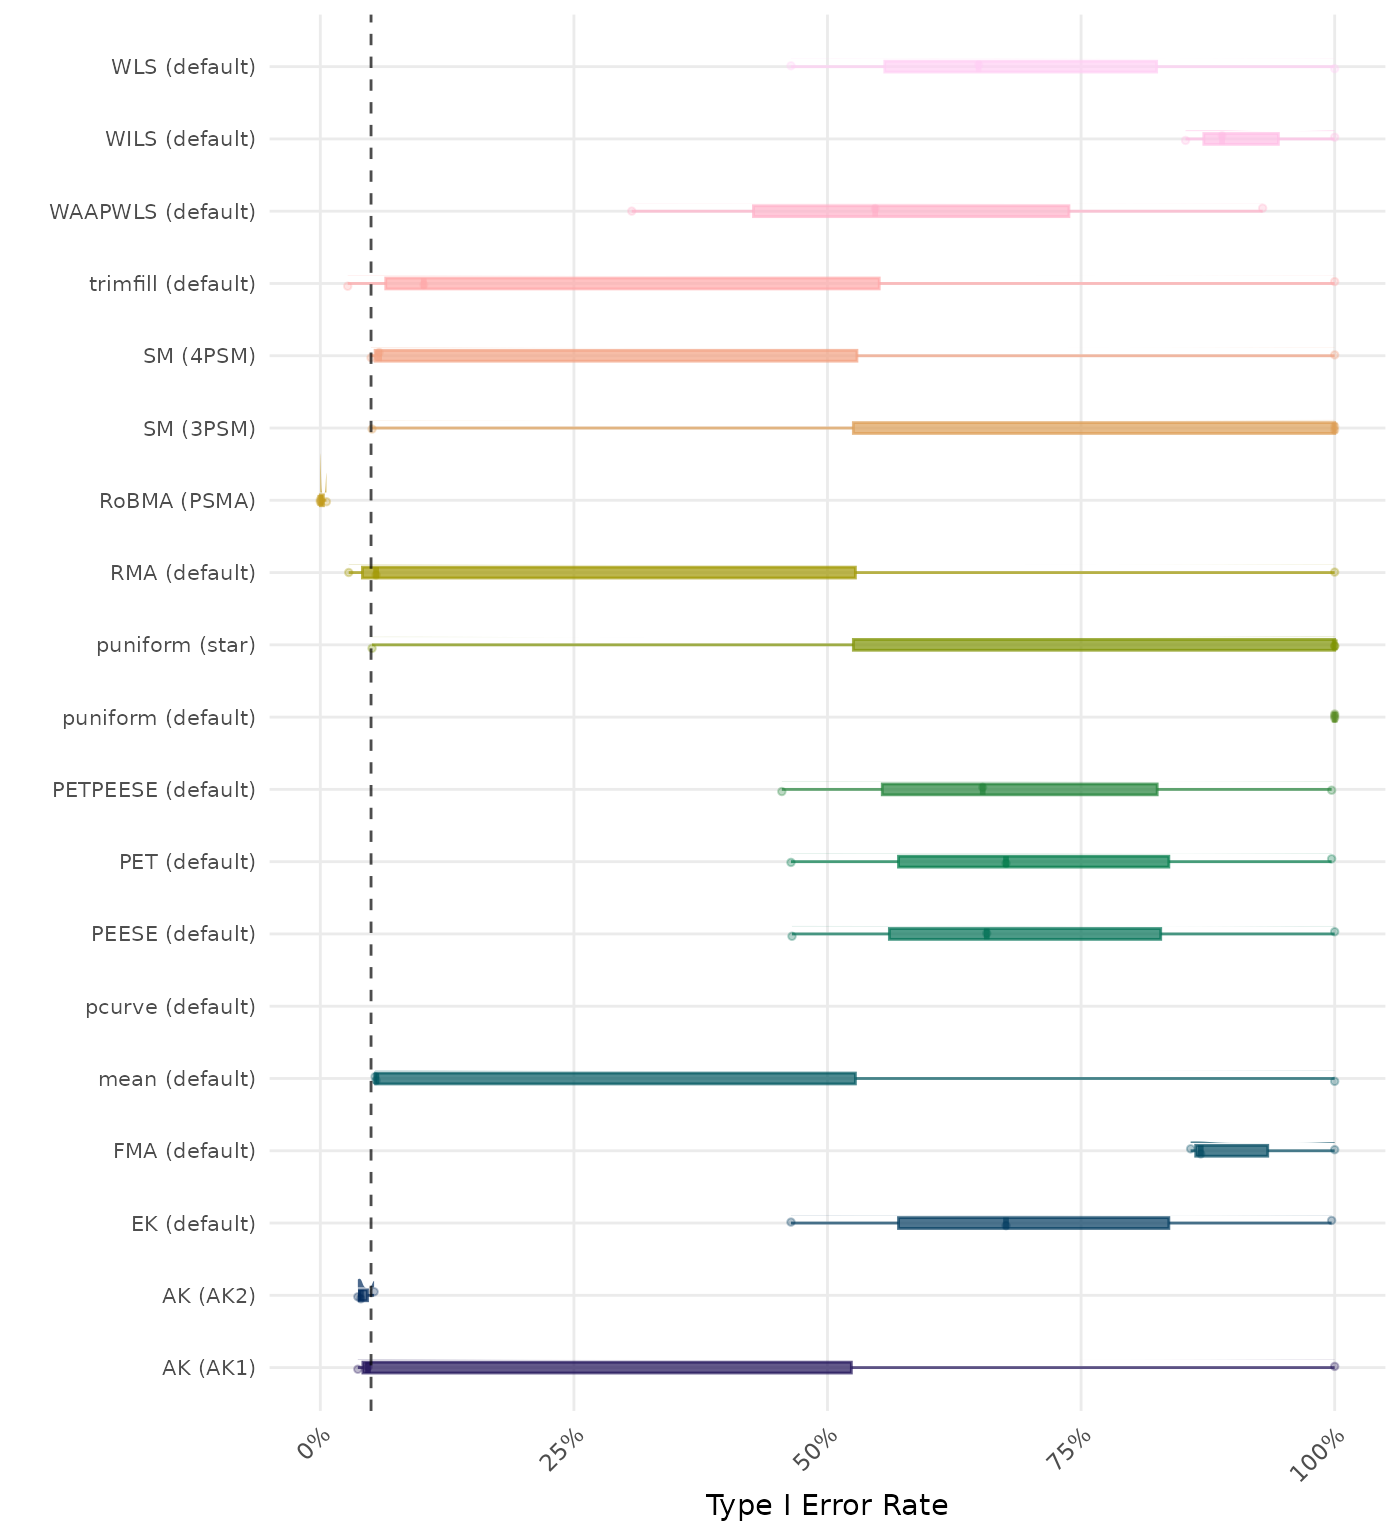 WLS (default)
WILS (default)
WAAPWLS (default)
trimfill (default)
SM (4PSM)
SM (3PSM)
RoBMA (PSMA)
RMA (default)
puniform (star)
puniform (default)
PETPEESE (default)
PET (default)
PEESE (default)
pcurve (default)
mean (default)
FMA (default)
EK (default)
AK (AK2)
AK (AK1)
0%
25%
50%
75%
100%
Type I Error Rate